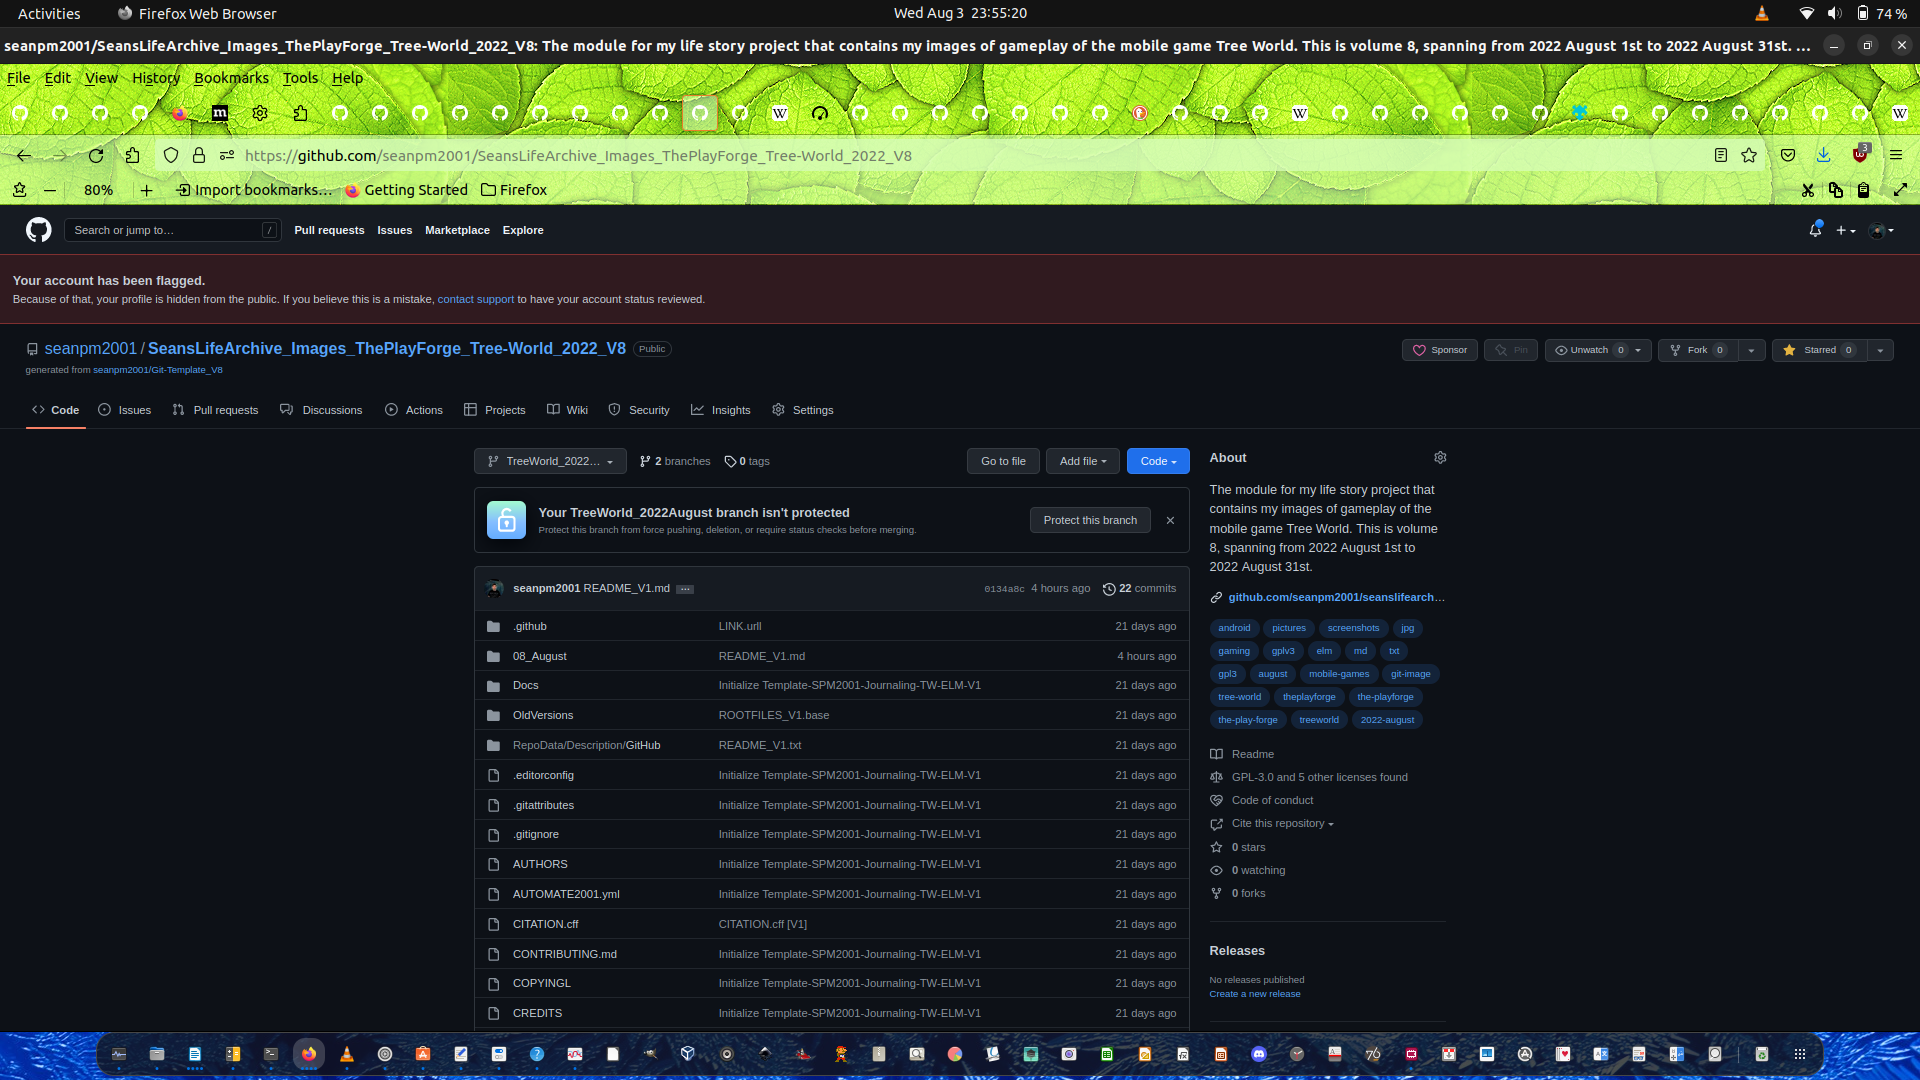 Activities Firefox Web Browser Wed Aug 3 23:55:20 74 %
seanpm2001/SeansLifeArchive_Images_ThePlayForge_Tree-World_2022_V8: The module for my life story project that contains my images of gameplay of the mobile game Tree World. This is volume 8, spanning from 2022 August 1st to 2022 August 31st. ...
File Edit View History Bookmarks Tools Help
https://github.com/seanpm2001/SeansLifeArchive_Images_ThePlayForge_Tree-World_2022_V8 3
80% Import bookmarks... Getting Started Firefox
Search or jump to... / Pull requests Issues Marketplace Explore
Your account has been flagged.
Because of that, your profile is hidden from the public. If you believe this is a mistake, contact support to have your account status reviewed.
seanpm2001 / SeansLifeArchive_Images_ThePlayForge_Tree-World_2022_V8 Public Sponsor Pin Unwatch 0 Fork 0 Starred 0
generated from seanpm2001/Git-Template_V8
Code Issues Pull requests Discussions Actions Projects Wiki Security Insights Settings
TreeWorld_2022... 2 branches 0 tags Go to file Add file Code
Your TreeWorld_2022August branch isn't protected
Protect this branch from force pushing, deletion, or require status checks before merging.
Protect this branch
seanpm2001 README_V1.md ... 0134a8c 4 hours ago 22 commits
.github LINK.urll 21 days ago
08_August README_V1.md 4 hours ago
Docs Initialize Template-SPM2001-Journaling-TW-ELM-V1 21 days ago
OldVersions ROOTFILES_V1.base 21 days ago
RepoData/Description/GitHub README_V1.txt 21 days ago
.editorconfig Initialize Template-SPM2001-Journaling-TW-ELM-V1 21 days ago
.gitattributes Initialize Template-SPM2001-Journaling-TW-ELM-V1 21 days ago
.gitignore Initialize Template-SPM2001-Journaling-TW-ELM-V1 21 days ago
AUTHORS Initialize Template-SPM2001-Journaling-TW-ELM-V1 21 days ago
AUTOMATE2001.yml Initialize Template-SPM2001-Journaling-TW-ELM-V1 21 days ago
CITATION.cff CITATION.cff [V1] 21 days ago
CONTRIBUTING.md Initialize Template-SPM2001-Journaling-TW-ELM-V1 21 days ago
COPYINGL Initialize Template-SPM2001-Journaling-TW-ELM-V1 21 days ago
CREDITS Initialize Template-SPM2001-Journaling-TW-ELM-V1 21 days ago
About
The module for my life story project that
contains my images of gameplay of the
mobile game Tree World. This is volume
8, spanning from 2022 August 1st to
2022 August 31st.
github.com/seanpm2001/seanslifearch...
android pictures screenshots jpg
gaming gplv3 elm md txt
gpl3 august mobile-games git-image
tree-world theplayforge the-playforge
the-play-forge treeworld 2022-august
Readme
GPL-3.0 and 5 other licenses found
Code of conduct
Cite this repository
0 stars
0 watching
0 forks
Releases
No releases published
Create a new release